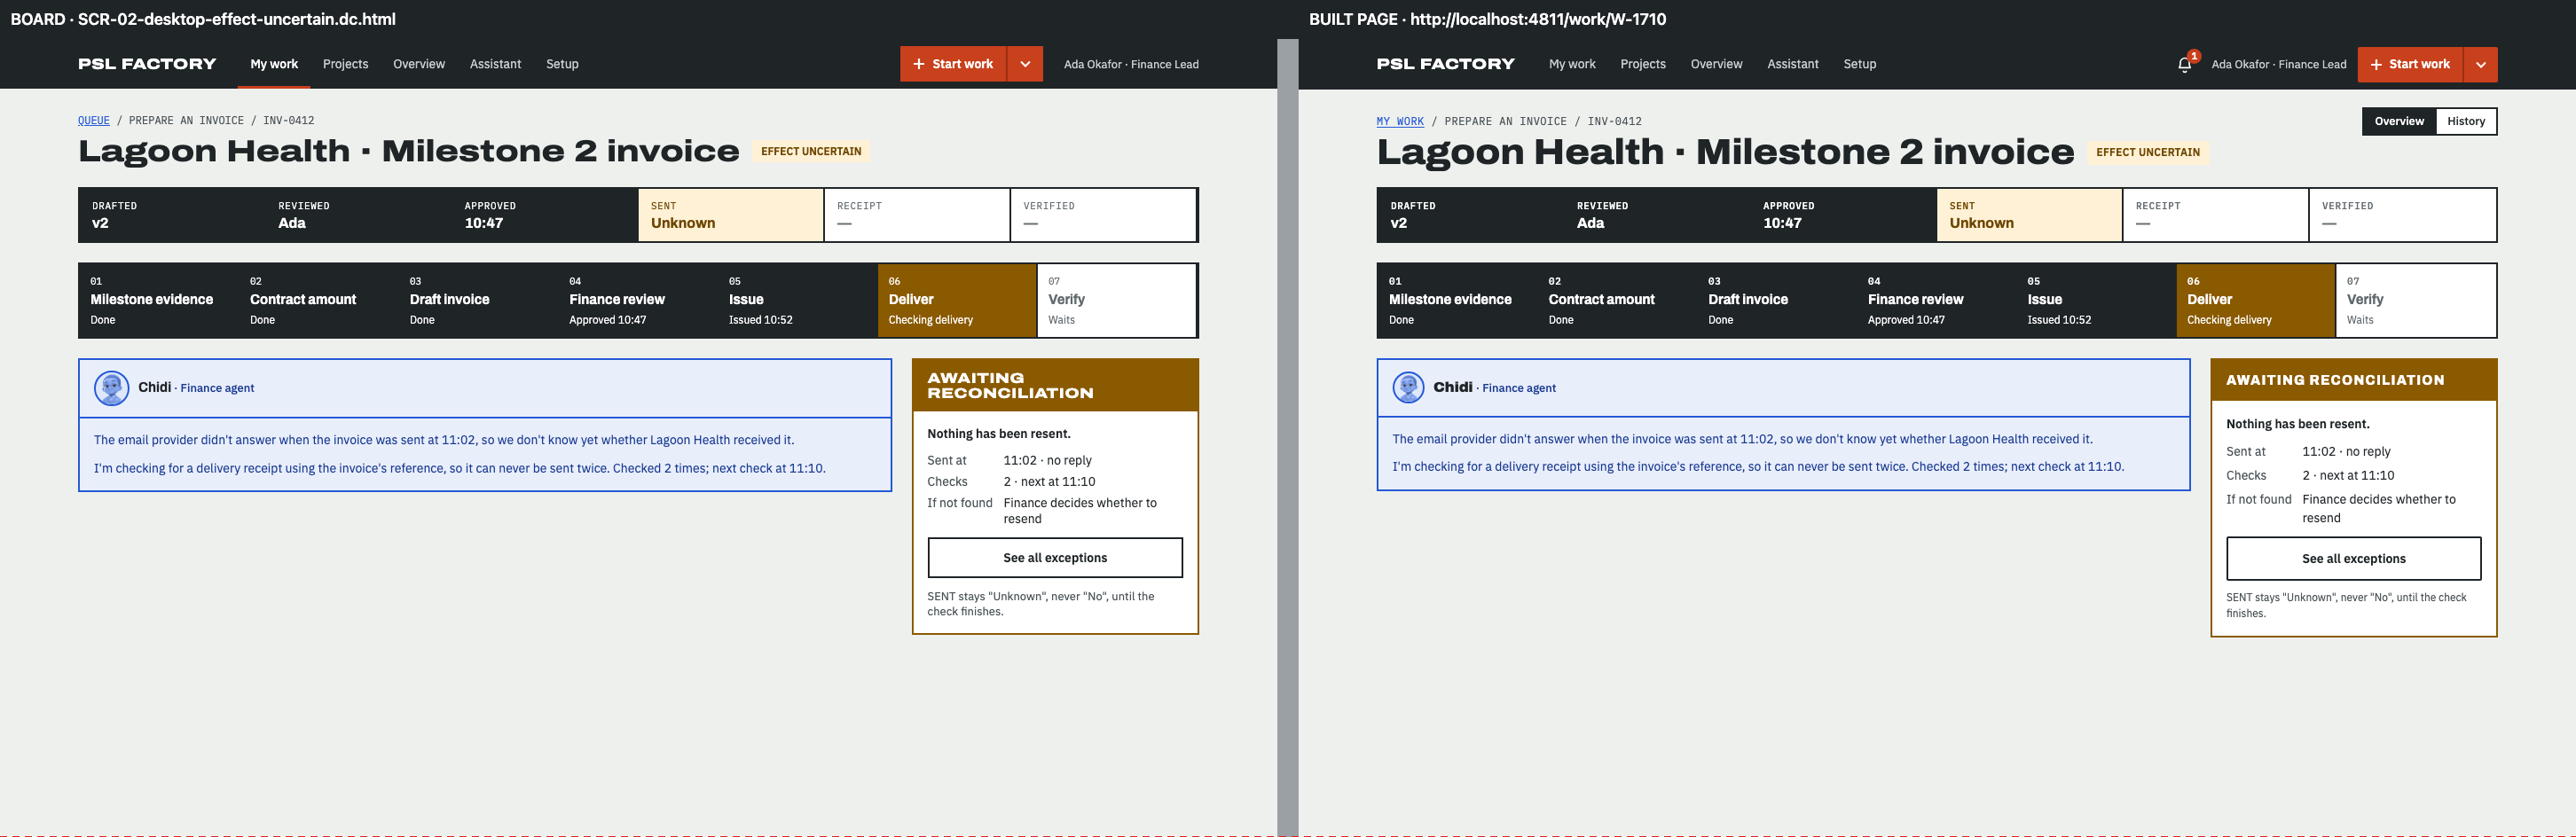 BOARD · SCR-02-desktop-effect-uncertain.dc.html
PSL FACTORY
My work
Projects
Overview
Assistant
Setup
+ Start work
Ada Okafor · Finance Lead
QUEUE / PREPARE AN INVOICE / INV-0412
Lagoon Health · Milestone 2 invoice
EFFECT UNCERTAIN
DRAFTED
v2
REVIEWED
Ada
APPROVED
10:47
SENT
Unknown
RECEIPT
—
VERIFIED
—
01
Milestone evidence
Done
02
Contract amount
Done
03
Draft invoice
Done
04
Finance review
Approved 10:47
05
Issue
Issued 10:52
06
Deliver
Checking delivery
07
Verify
Waits
Chidi · Finance agent
The email provider didn't answer when the invoice was sent at 11:02, so we don't know yet whether Lagoon Health received it.
I'm checking for a delivery receipt using the invoice's reference, so it can never be sent twice. Checked 2 times; next check at 11:10.
AWAITING
RECONCILIATION
Nothing has been resent.
Sent at 11:02 · no reply
Checks 2 · next at 11:10
If not found Finance decides whether to
resend
See all exceptions
SENT stays "Unknown", never "No", until the
check finishes.
BUILT PAGE · http://localhost:4811/work/W-1710
PSL FACTORY
My work
Projects
Overview
Assistant
Setup
1
Ada Okafor · Finance Lead
+ Start work
MY WORK / PREPARE AN INVOICE / INV-0412
Overview
History
Lagoon Health · Milestone 2 invoice
EFFECT UNCERTAIN
DRAFTED
v2
REVIEWED
Ada
APPROVED
10:47
SENT
Unknown
RECEIPT
—
VERIFIED
—
01
Milestone evidence
Done
02
Contract amount
Done
03
Draft invoice
Done
04
Finance review
Approved 10:47
05
Issue
Issued 10:52
06
Deliver
Checking delivery
07
Verify
Waits
Chidi · Finance agent
The email provider didn't answer when the invoice was sent at 11:02, so we don't know yet whether Lagoon Health received it.
I'm checking for a delivery receipt using the invoice's reference, so it can never be sent twice. Checked 2 times; next check at 11:10.
AWAITING RECONCILIATION
Nothing has been resent.
Sent at 11:02 · no reply
Checks 2 · next at 11:10
If not found Finance decides whether to
resend
See all exceptions
SENT stays "Unknown", never "No", until the check
finishes.